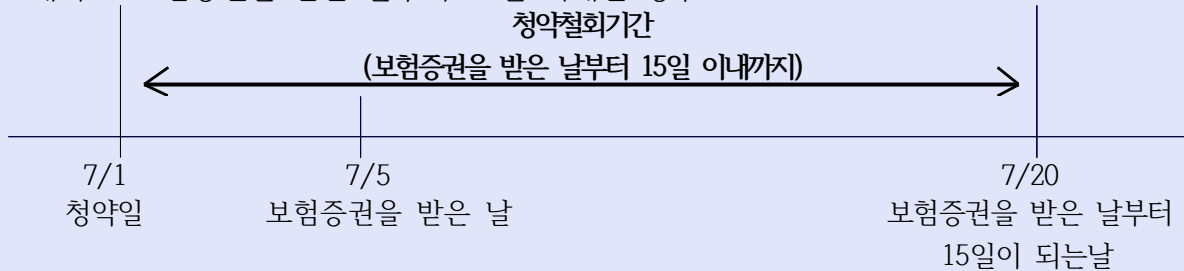 청약철회기간
(보험증권을 받은 날부터 15일 이내까지)
7/1
청약일
7/5
보험증권을 받은 날
7/20
보험증권을 받은 날부터
15일이 되는날